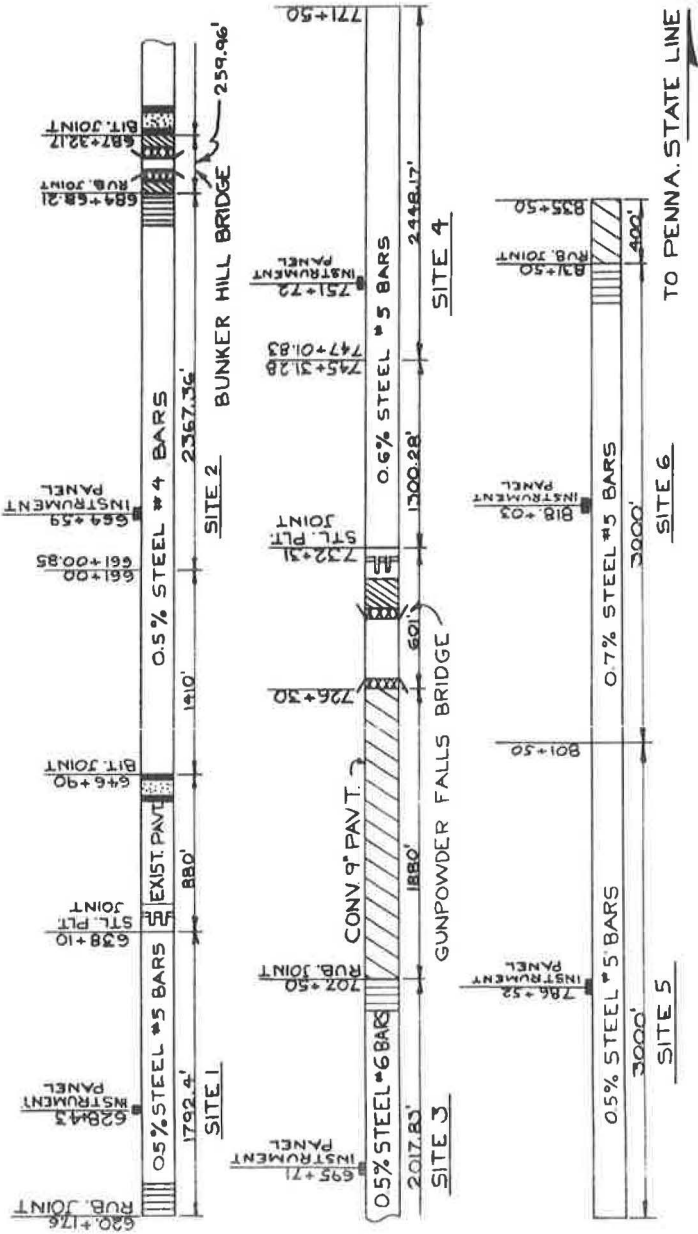 620+17.6
RUB. JOINT
628+43
INSTRUMENT
PANEL
638+10
STL. PLT.
JOINT
646+90
BIT. JOINT
661+00
661+00.85
664+59
INSTRUMENT
PANEL
684+68.21
RUB. JOINT
687+32.17
BIT. JOINT
0.5% STEEL #5 BARS
EXIST. PAVT.
0.5% STEEL #4 BARS
1792.4'
880'
1410'
2367.36'
259.96'
SITE 1
SITE 2
BUNKER HILL BRIDGE
695+71
INSTRUMENT
PANEL
707+50
RUB. JOINT
CONV. 9" PAVT.
726+30
732+31
STL. PLT.
JOINT
745+31.28
747+01.83
751+72
INSTRUMENT
PANEL
771+50
0.5% STEEL #6 BARS
0.6% STEEL #5 BARS
2017.83'
1880'
601'
1300.28'
2448.17'
SITE 3
GUNPOWDER FALLS BRIDGE
SITE 4
786+52
INSTRUMENT
PANEL
801+50
818+03
INSTRUMENT
PANEL
831+50
RUB. JOINT
835+50
0.5% STEEL #5 BARS
0.7% STEEL #5 BARS
3000'
3000'
400'
SITE 5
SITE 6
TO PENNA. STATE LINE